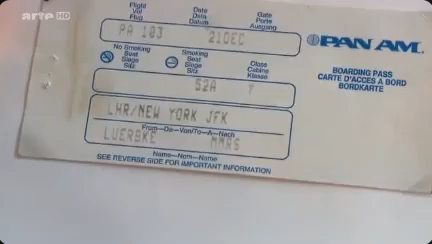 arte HD
Flight Vol Flug
Date Data Datum
Gate Porte Ausgang
PA 103 21DEC
PAN AM.
No Smoking Seat Siege Sitz
Smoking Seat Siege Sitz
Class Cabine Klasse
BOARDING PASS
CARTE D'ACCES A BORD
BORDKARTE
52A T
LHR/NEW YORK JFK
From—De—Von/To—A—Nach
LUERBKE MMRS
Name—Nom—Name
SEE REVERSE SIDE FOR IMPORTANT INFORMATION